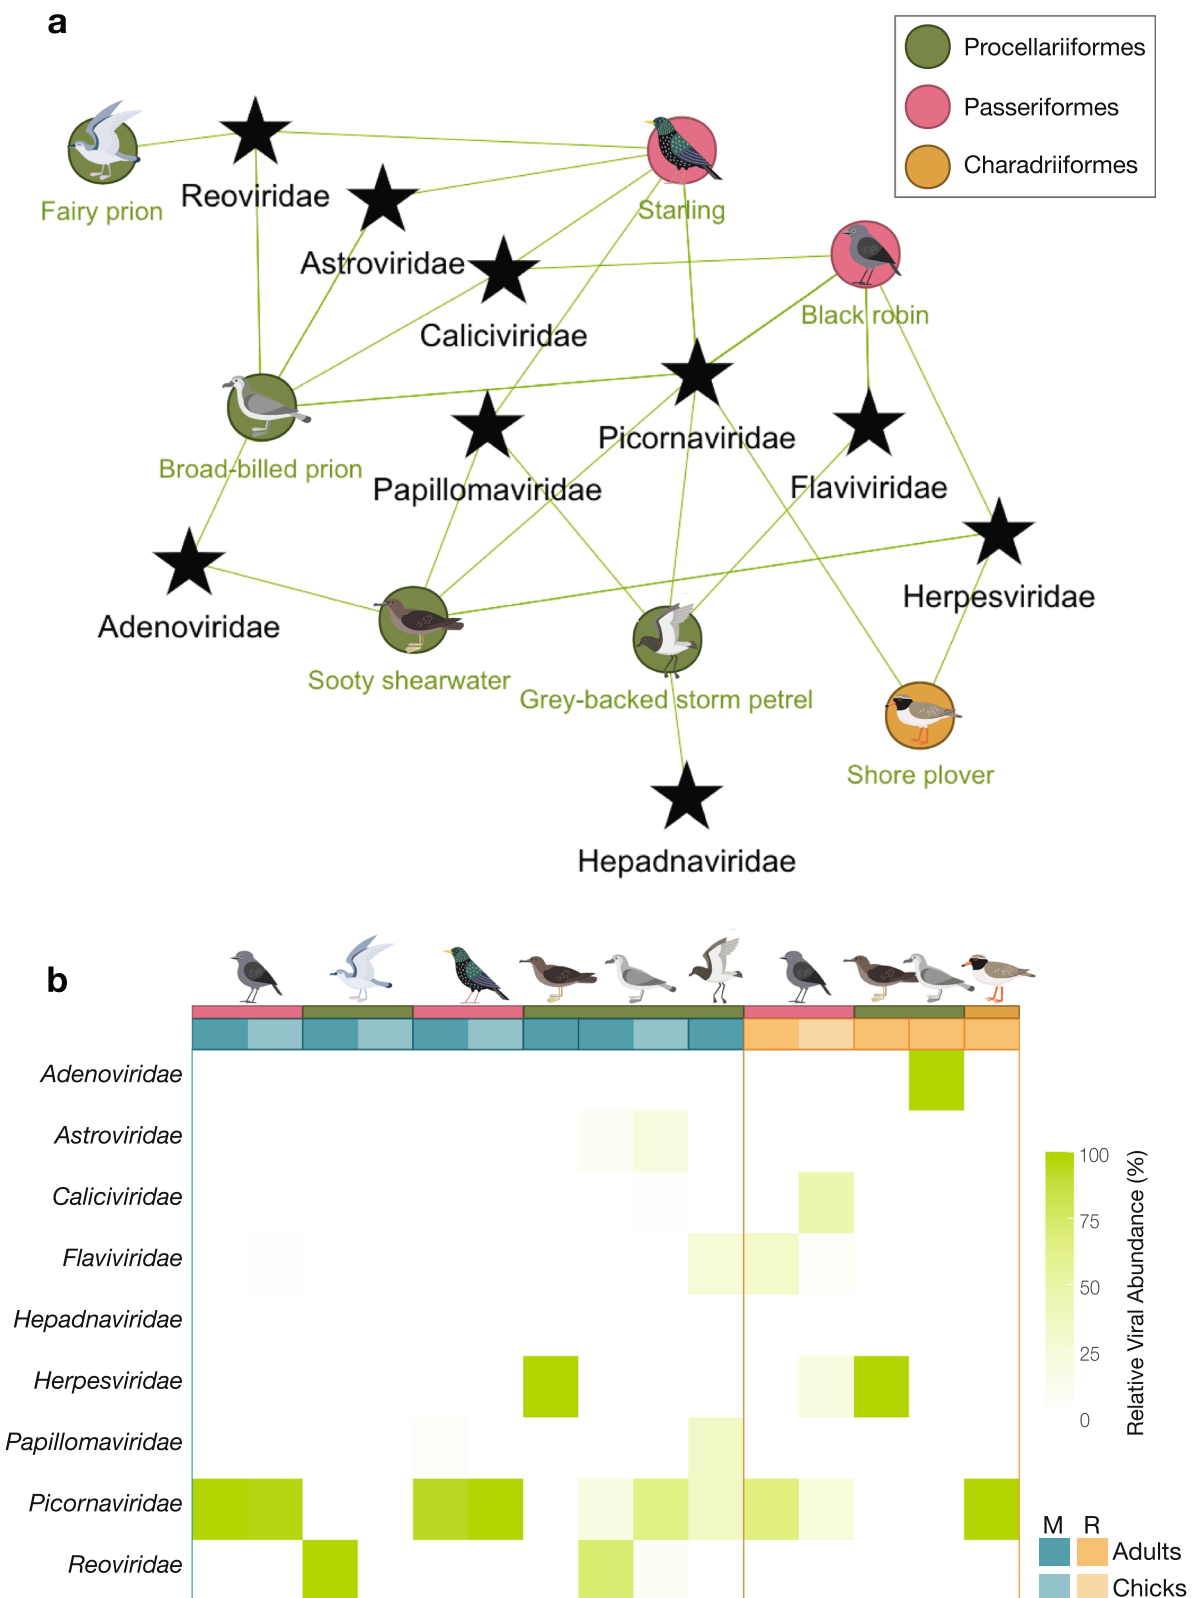 a
Procellariiformes
Passeriformes
Charadriiformes
Reoviridae
Fairy prion
Starling
Astroviridae
Caliciviridae
Black robin
Picornaviridae
Broad-billed prion
Papillomaviridae
Flaviviridae
Herpesviridae
Adenoviridae
Sooty shearwater
Grey-backed storm petrel
Shore plover
Hepadnaviridae
b
Adenoviridae
Astroviridae
Caliciviridae
Flaviviridae
Hepadnaviridae
Herpesviridae
Papillomaviridae
Picornaviridae
Reoviridae
100
75
50
25
0
Relative Viral Abundance (%)
M R
Adults
Chicks